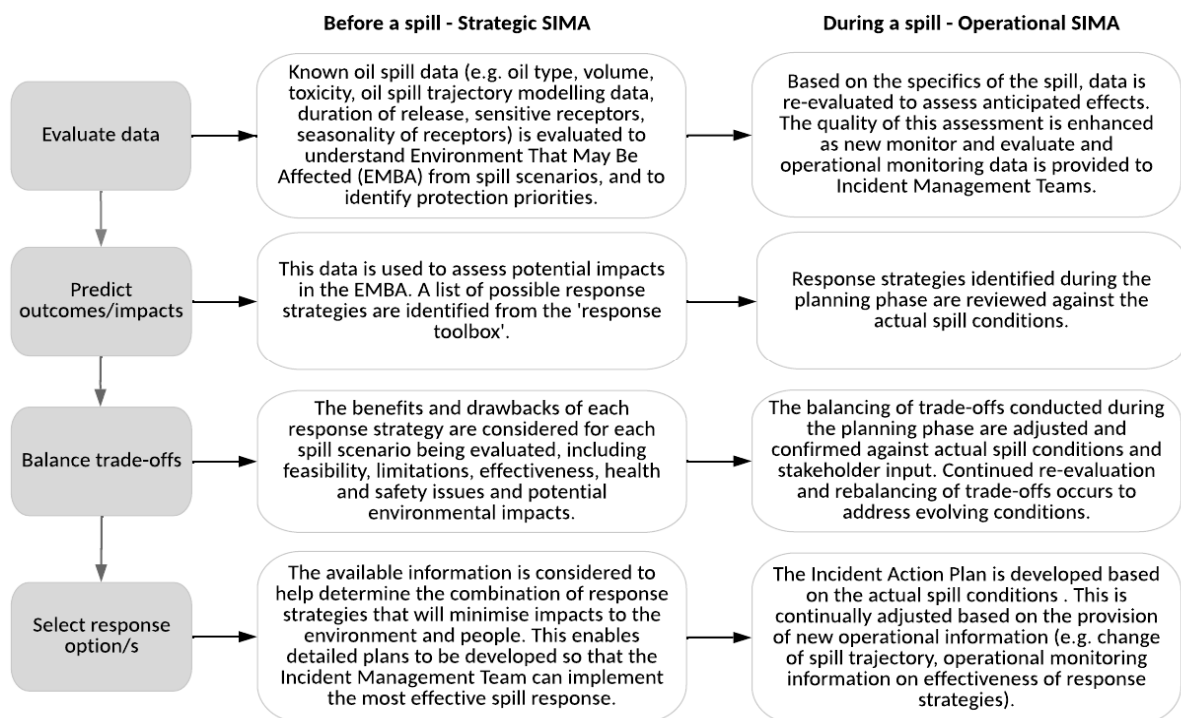 Before a spill - Strategic SIMA
During a spill - Operational SIMA
Evaluate data
Known oil spill data (e.g. oil type, volume,
toxicity, oil spill trajectory modelling data,
duration of release, sensitive receptors,
seasonality of receptors) is evaluated to
understand Environment That May Be
Affected (EMBA) from spill scenarios, and to
identify protection priorities.
Based on the specifics of the spill, data is
re-evaluated to assess anticipated effects.
The quality of this assessment is enhanced
as new monitor and evaluate and
operational monitoring data is provided to
Incident Management Teams.
Predict
outcomes/impacts
This data is used to assess potential impacts
in the EMBA. A list of possible response
strategies are identified from the 'response
toolbox'.
Response strategies identified during the
planning phase are reviewed against the
actual spill conditions.
Balance trade-offs
The benefits and drawbacks of each
response strategy are considered for each
spill scenario being evaluated, including
feasibility, limitations, effectiveness, health
and safety issues and potential
environmental impacts.
The balancing of trade-offs conducted during
the planning phase are adjusted and
confirmed against actual spill conditions and
stakeholder input. Continued re-evaluation
and rebalancing of trade-offs occurs to
address evolving conditions.
Select response
option/s
The available information is considered to
help determine the combination of response
strategies that will minimise impacts to the
environment and people. This enables
detailed plans to be developed so that the
Incident Management Team can implement
the most effective spill response.
The Incident Action Plan is developed based
on the actual spill conditions . This is
continually adjusted based on the provision
of new operational information (e.g. change
of spill trajectory, operational monitoring
information on effectiveness of response
strategies).